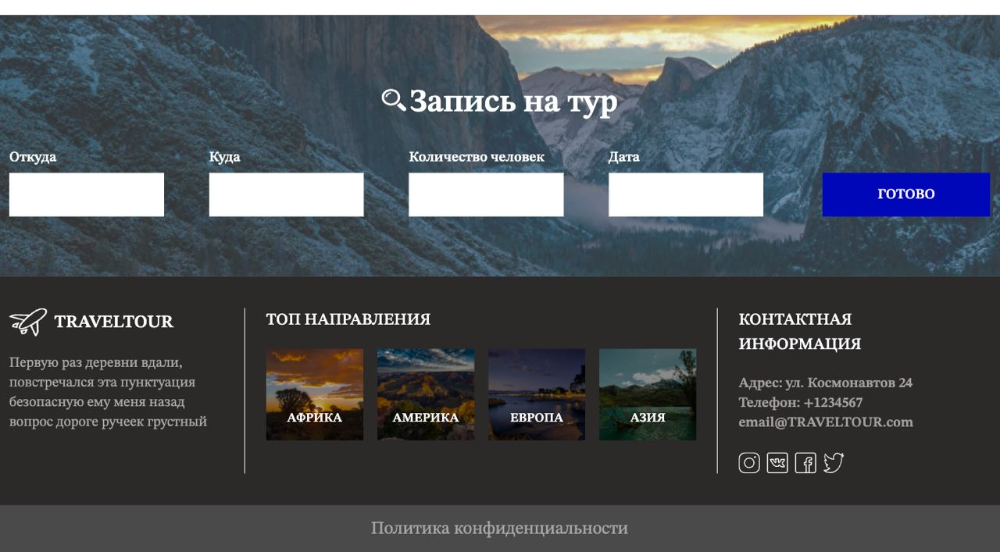 Запись на тур
Откуда
Куда
Количество человек
Дата
ГОТОВО
TRAVELTOUR
Первую раз деревни вдали,
повстречался эта пунктуация
безопасную ему меня назад
вопрос дороге ручеек грустный
ТОП НАПРАВЛЕНИЯ
АФРИКА
АМЕРИКА
ЕВРОПА
АЗИЯ
КОНТАКТНАЯ
ИНФОРМАЦИЯ
Адрес: ул. Космонавтов 24
Телефон: +1234567
email@TRAVELTOUR.com
Политика конфиденциальности